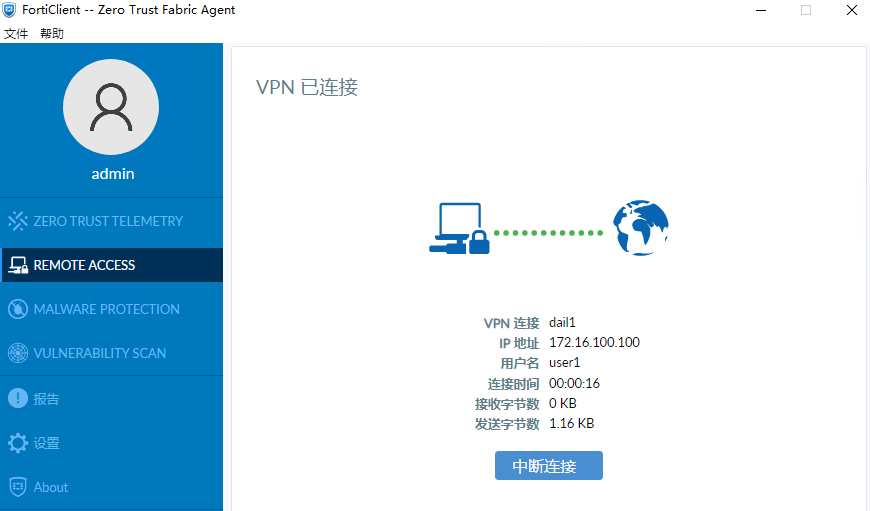 FortiClient -- Zero Trust Fabric Agent
文件 帮助
admin
ZERO TRUST TELEMETRY
REMOTE ACCESS
MALWARE PROTECTION
VULNERABILITY SCAN
报告
设置
About
VPN 已连接
VPN 连接 dail1
IP 地址 172.16.100.100
用户名 user1
连接时间 00:00:16
接收字节数 0 KB
发送字节数 1.16 KB
中断连接